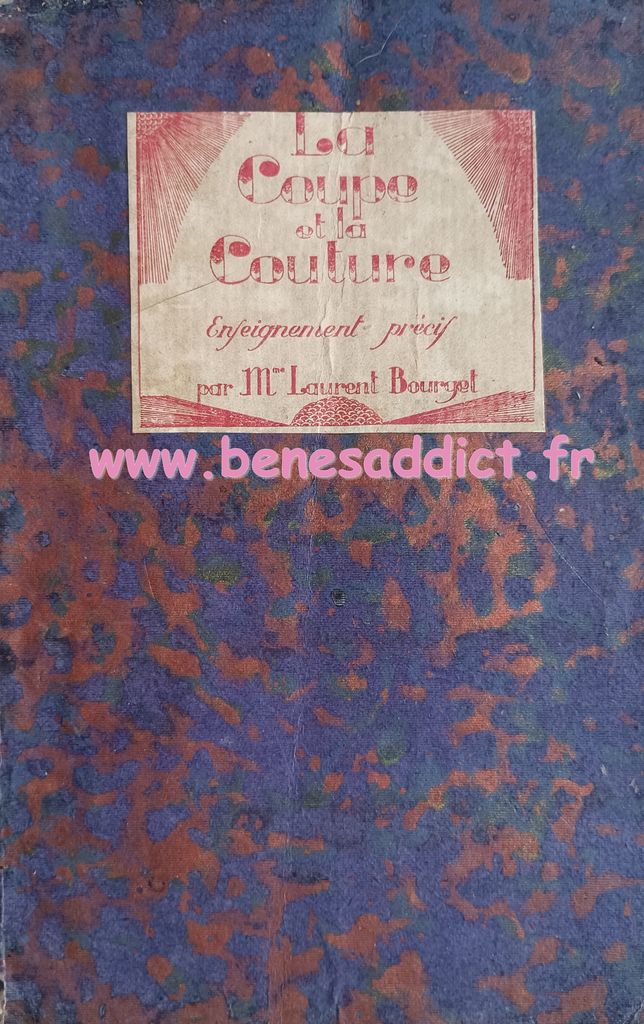 La
Coupe
et la
Couture
Enseignement précis
par Mme Laurent Bourget
www.benesaddict.fr